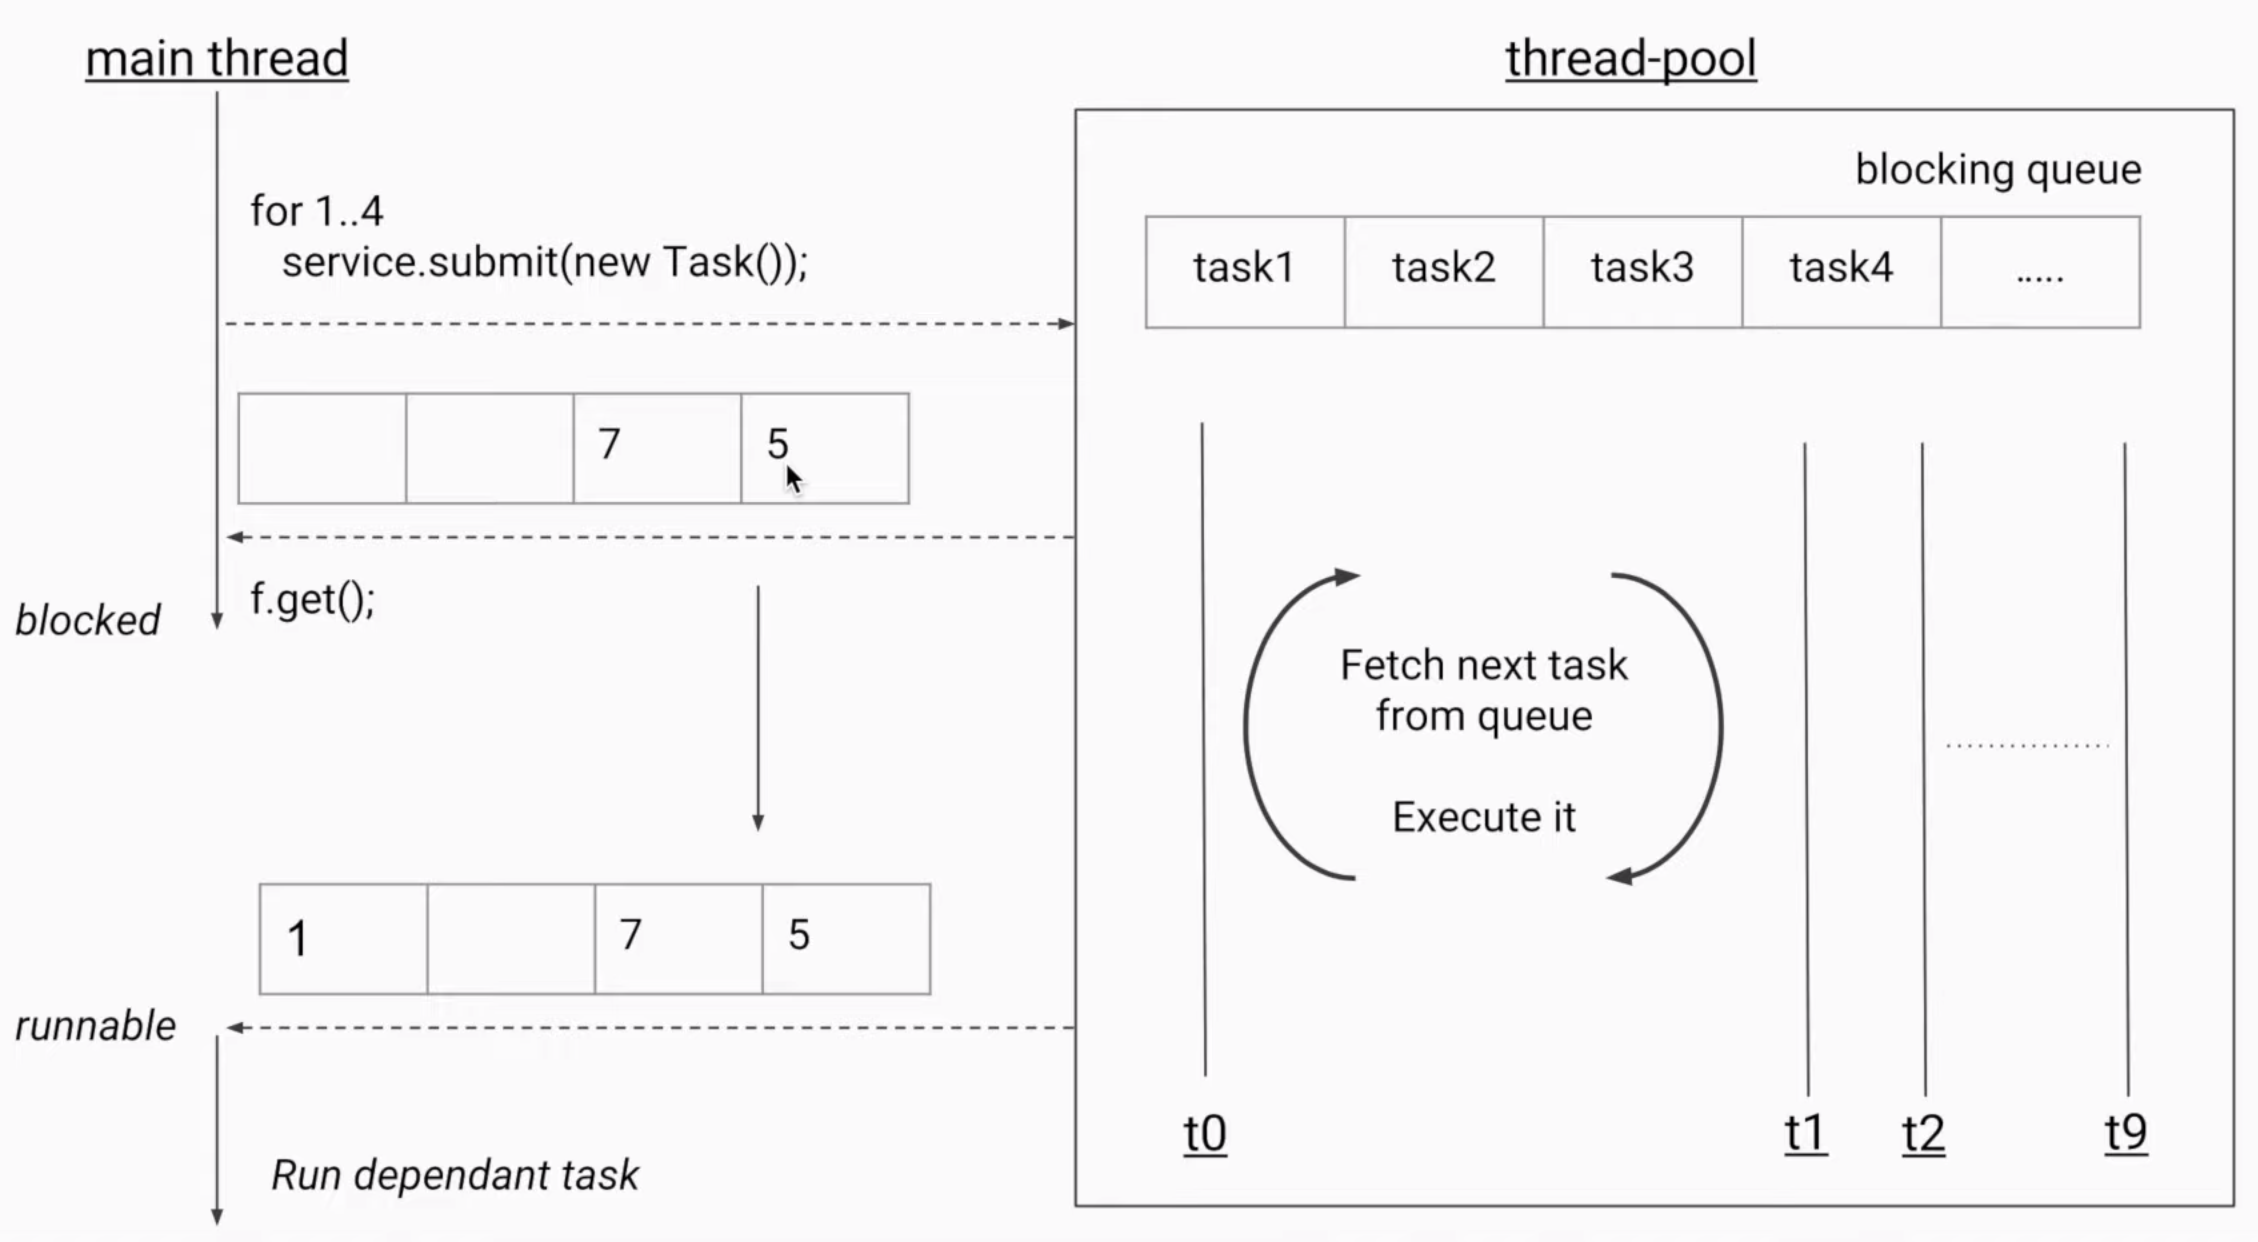 main thread
for 1..4
service.submit(new Task());
7 5
f.get();
blocked
1 7 5
runnable
Run dependant task
thread-pool
blocking queue
task1 task2 task3 task4 .....
Fetch next task
from queue
Execute it
t0 t1 t2 t9